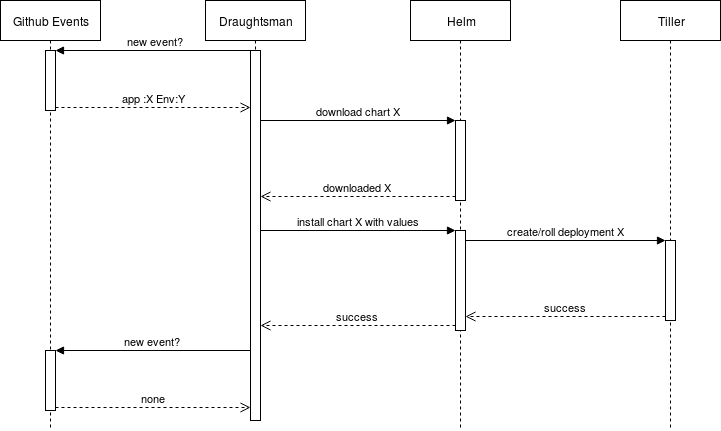 Github Events
Draughtsman
Helm
Tiller
new event?
app :X Env:Y
download chart X
downloaded X
install chart X with values
create/roll deployment X
success
success
new event?
none